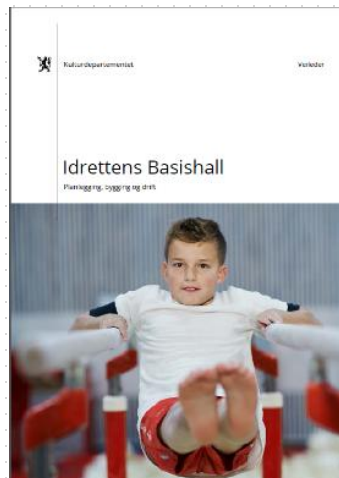 Kulturdepartementet
Veileder
Idrettens Basishall
Planlegging, bygging og drift